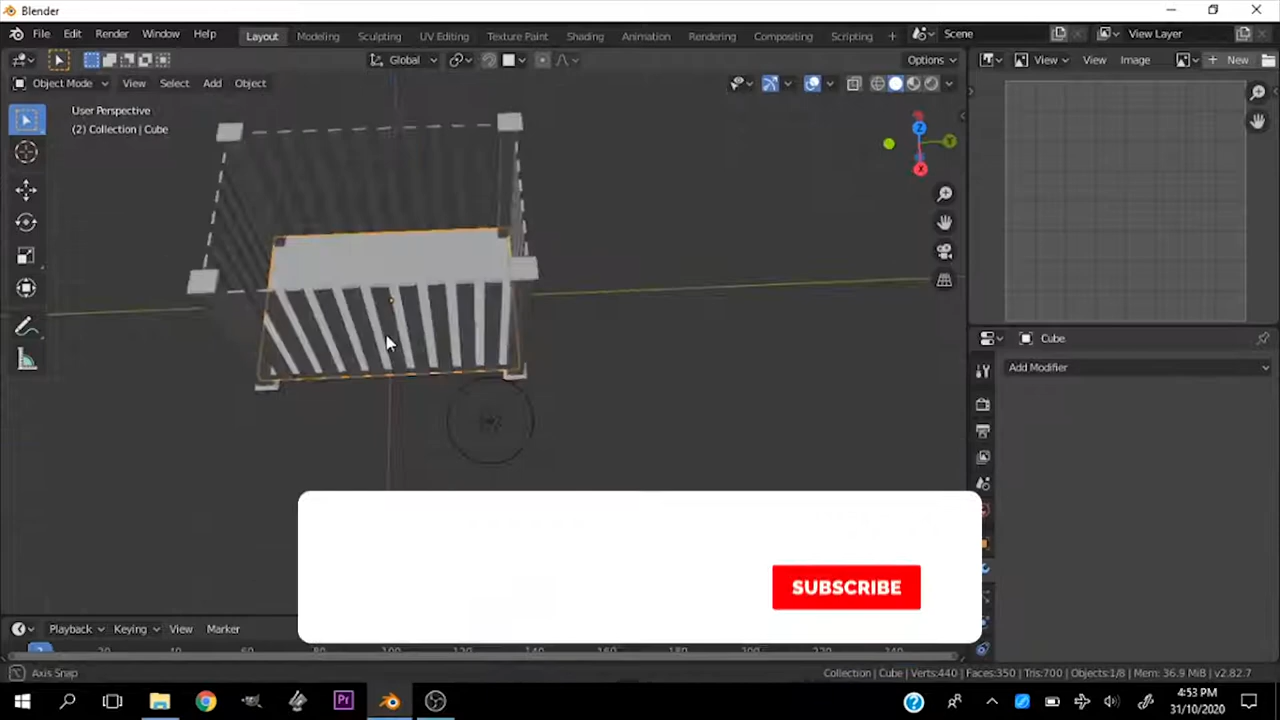 Blender
File Edit Render Window Help
Layout Modeling Sculpting UV Editing Texture Paint Shading Animation Rendering Compositing Scripting +
Scene
View Layer
Global
Options
View
View Image
New
Object Mode
View Select Add Object
User Perspective
(2) Collection | Cube
Z
Y
X
Cube
Add Modifier
SUBSCRIBE
Playback Keying View Marker
Axis Snap
Collection | Cube | Verts:440 | Faces:350 | Tris:700 | Objects:1/8 | Mem: 36.9 MiB | v2.82.7
Pr
4:53 PM
31/10/2020